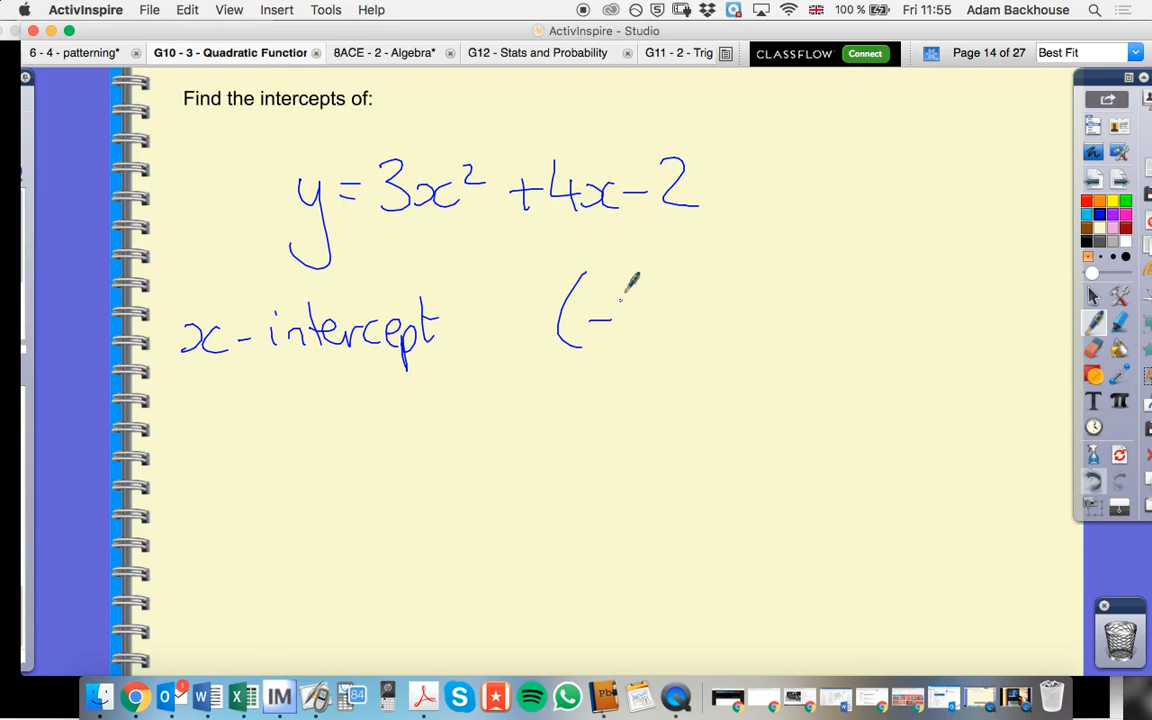 ActivInspire File Edit View Insert Tools Help 100 % Fri 11:55 Adam Backhouse
ActivInspire - Studio
6 - 4 - patterning* G10 - 3 - Quadratic Function 8ACE - 2 - Algebra* G12 - Stats and Probability G11 - 2 - Trig CLASSFLOW Connect Page 14 of 27 Best Fit
Find the intercepts of:
y = 3x² + 4x - 2
x - intercept ( -